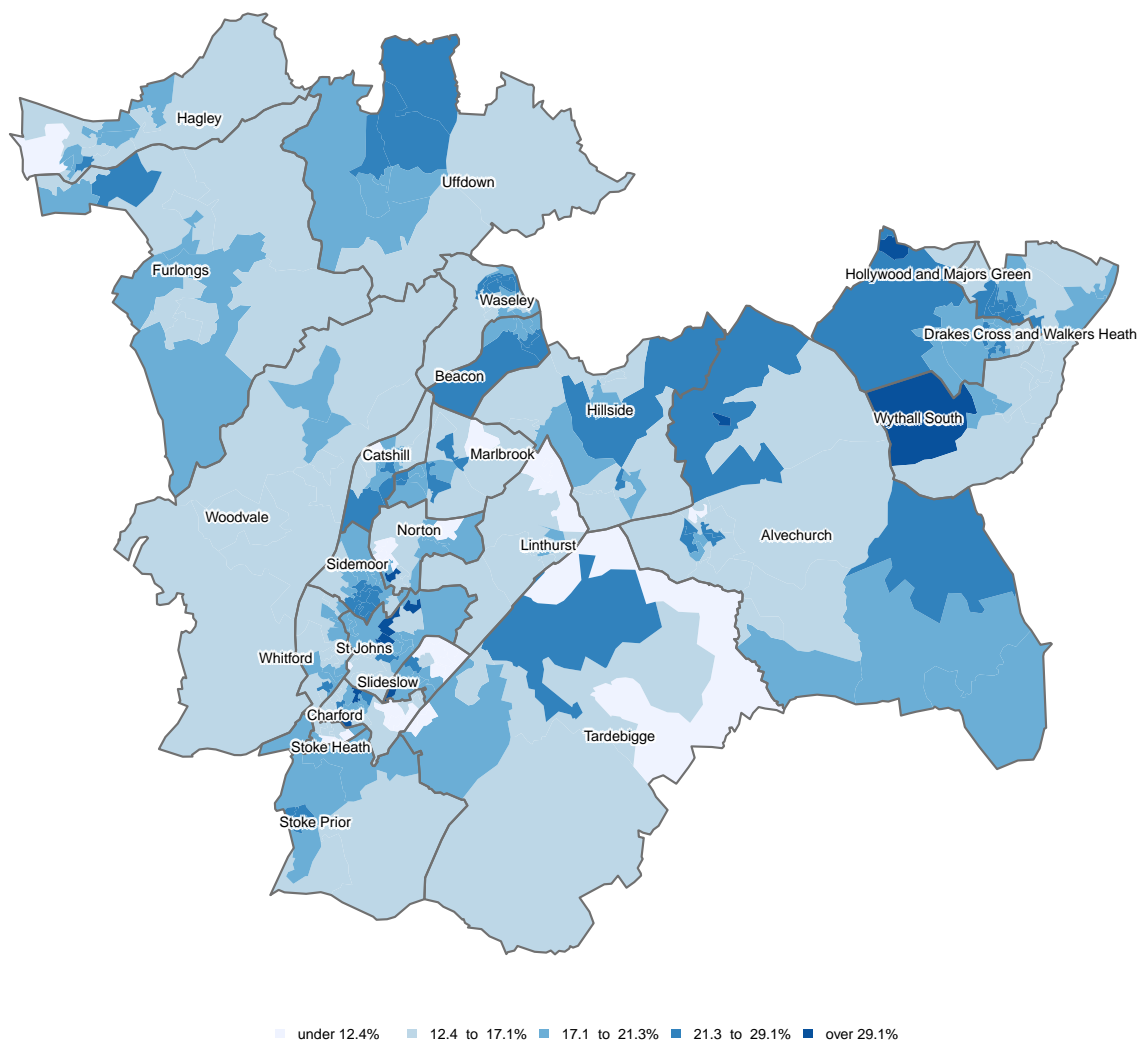 Hagley
Uffdown
Furlongs
Hollywood and Majors Green
Waseley
Drakes Cross and Walkers Heath
Beacon
Hillside
Wythall South
Catshill
Marlbrook
Woodvale
Norton
Alvechurch
Linthurst
Sidemoor
St Johns
Whitford
Slideslow
Charford
Tardebigge
Stoke Heath
Stoke Prior
under 12.4% 12.4 to 17.1% 17.1 to 21.3% 21.3 to 29.1% over 29.1%